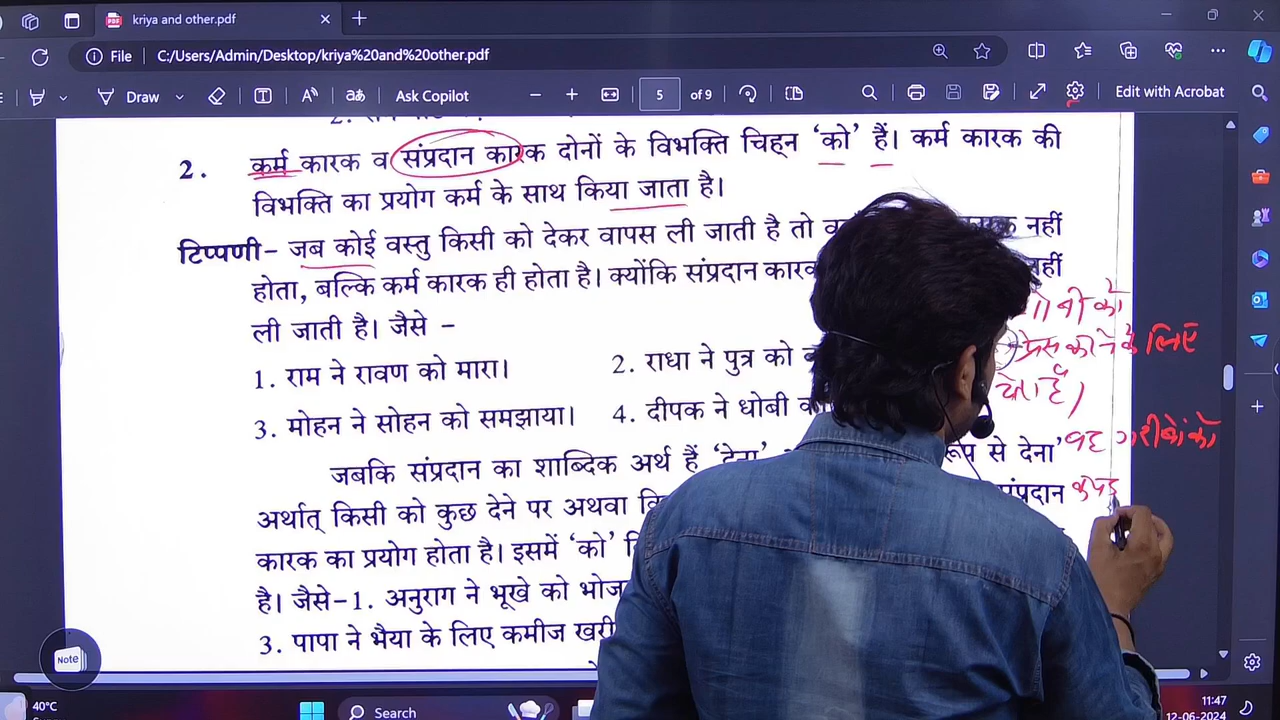 kriya and other.pdf
File C:/Users/Admin/Desktop/kriya%20and%20other.pdf
Draw Ask Copilot 5 of 9 Edit with Acrobat
2. कर्म कारक व संप्रदान कारक दोनों के विभक्ति चिह्न ‘को’ हैं। कर्म कारक की
विभक्ति का प्रयोग कर्म के साथ किया जाता है।
टिप्पणी- जब कोई वस्तु किसी को देकर वापस ली जाती है तो नहीं
होता, बल्कि कर्म कारक ही होता है। क्योंकि संप्रदान कारक नहीं
ली जाती है। जैसे -
को
प्रेस करने के लिए
1. राम ने रावण को मारा। 2. राधा ने पुत्र को
3. मोहन ने सोहन को समझाया। 4. दीपक ने धोबी
वह गरीबों को
जबकि संप्रदान का शाब्दिक अर्थ हैं ‘देना’ रूप से देना’
अर्थात् किसी को कुछ देने पर अथवा संप्रदान
कारक का प्रयोग होता है। इसमें ‘को’
है। जैसे-1. अनुराग ने भूखे को
3. पापा ने भैया के लिए कमीज
Note
40°C
Search
11:47
12-06-2024